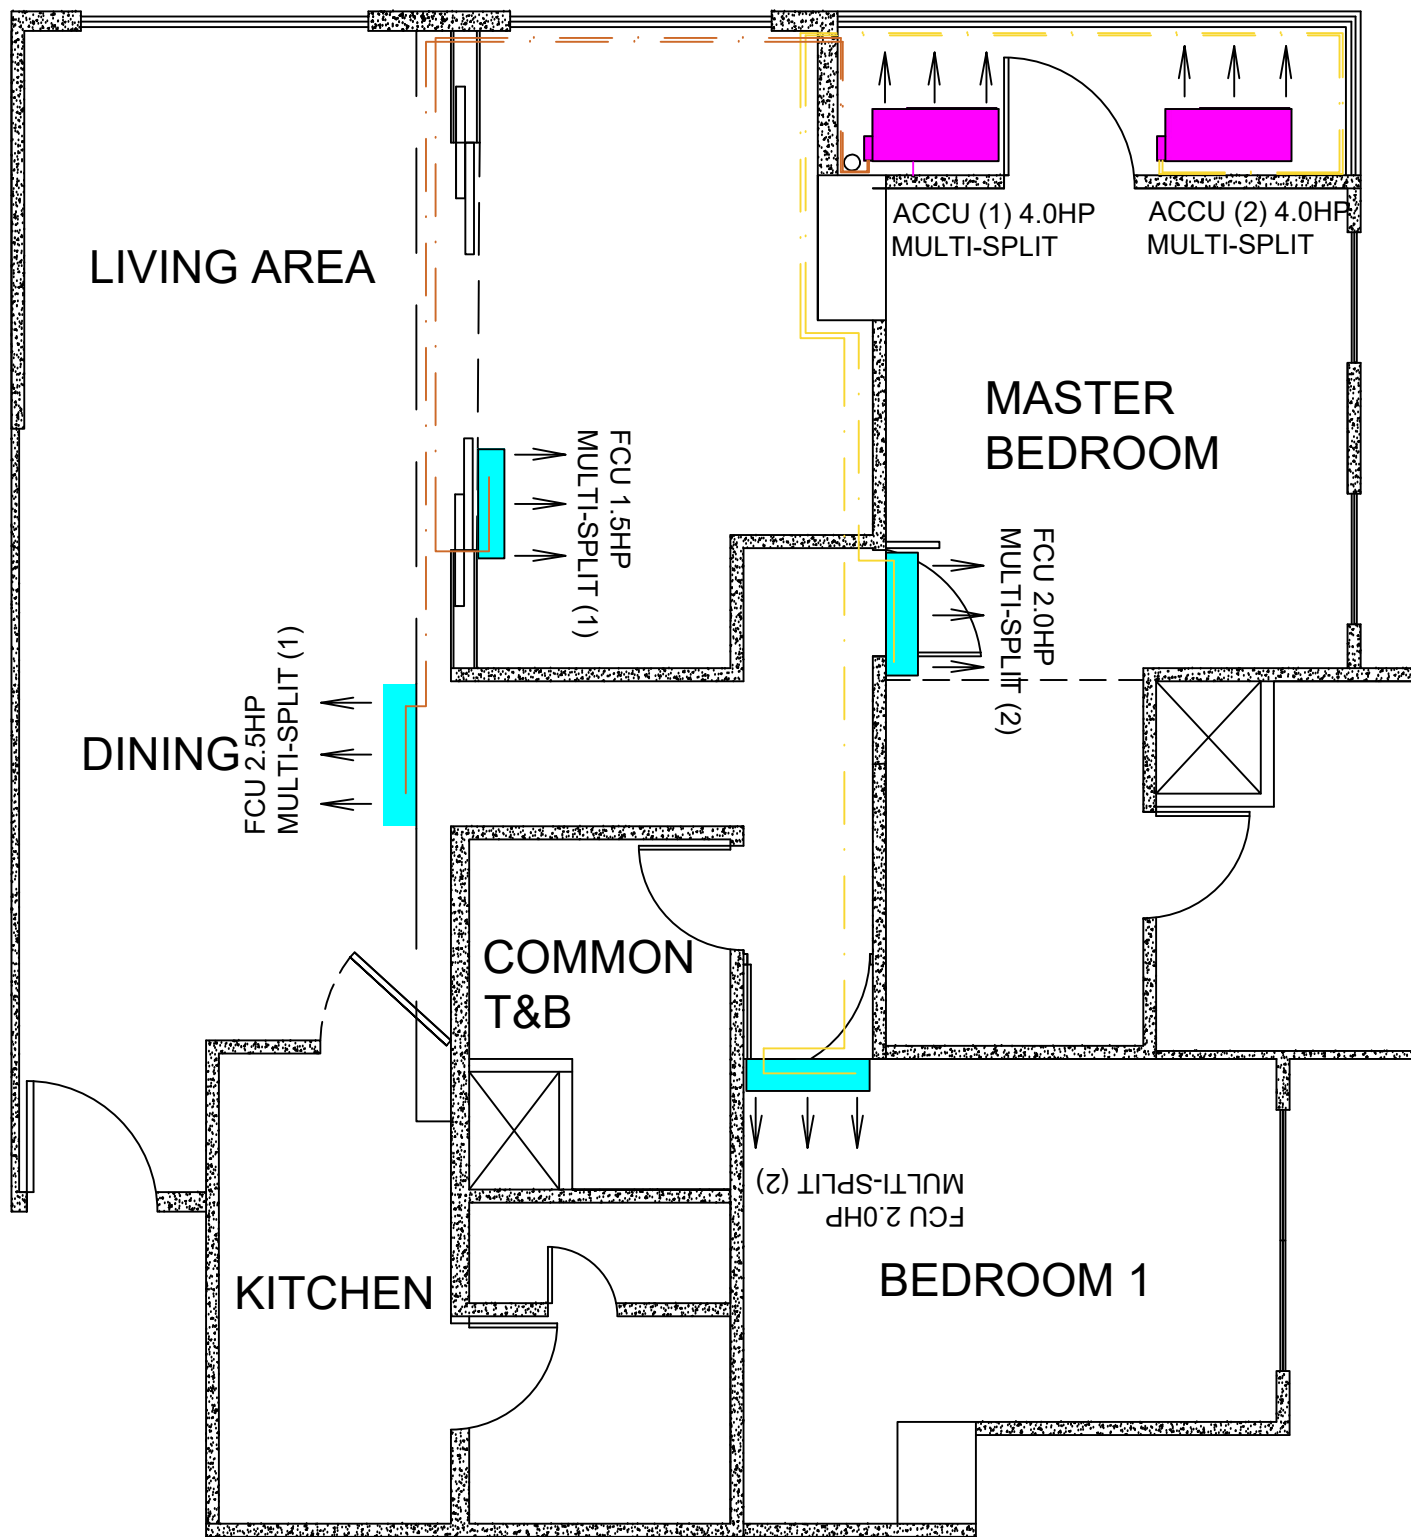 ACCU (1) 4.0HP
MULTI-SPLIT
ACCU (2) 4.0HP
MULTI-SPLIT
LIVING AREA
MASTER
BEDROOM
FCU 1.5HP
MULTI-SPLIT (1)
FCU 2.0HP
MULTI-SPLIT (2)
DINING
FCU 2.5HP
MULTI-SPLIT (1)
COMMON
T&B
FCU 2.0HP
MULTI-SPLIT (2)
KITCHEN
BEDROOM 1